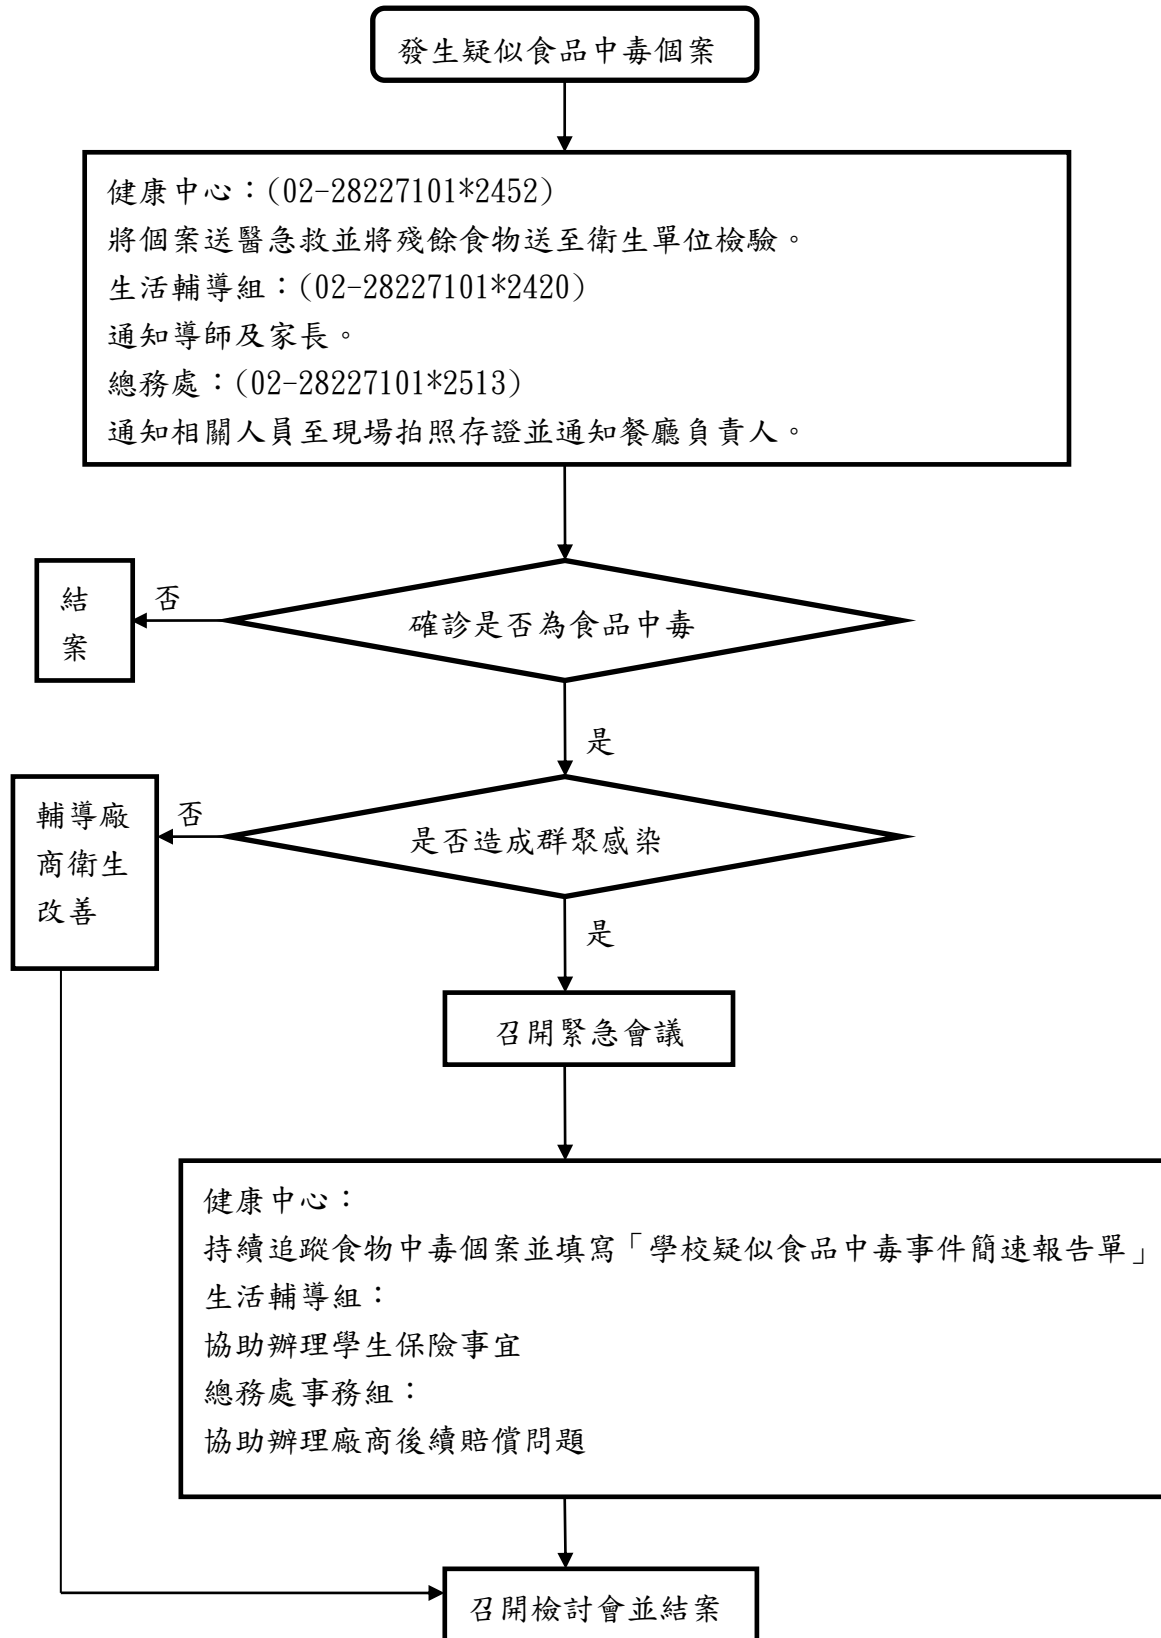 發生疑似食品中毒個案
健康中心：(02-28227101*2452)
將個案送醫急救並將殘餘食物送至衛生單位檢驗。
生活輔導組：(02-28227101*2420)
通知導師及家長。
總務處：(02-28227101*2513)
通知相關人員至現場拍照存證並通知餐廳負責人。
結
案
否
確診是否為食品中毒
是
輔導廠
商衛生
改善
否
是否造成群聚感染
是
召開緊急會議
健康中心：
持續追蹤食物中毒個案並填寫「學校疑似食品中毒事件簡速報告單」
生活輔導組：
協助辦理學生保險事宜
總務處事務組：
協助辦理廠商後續賠償問題
召開檢討會並結案